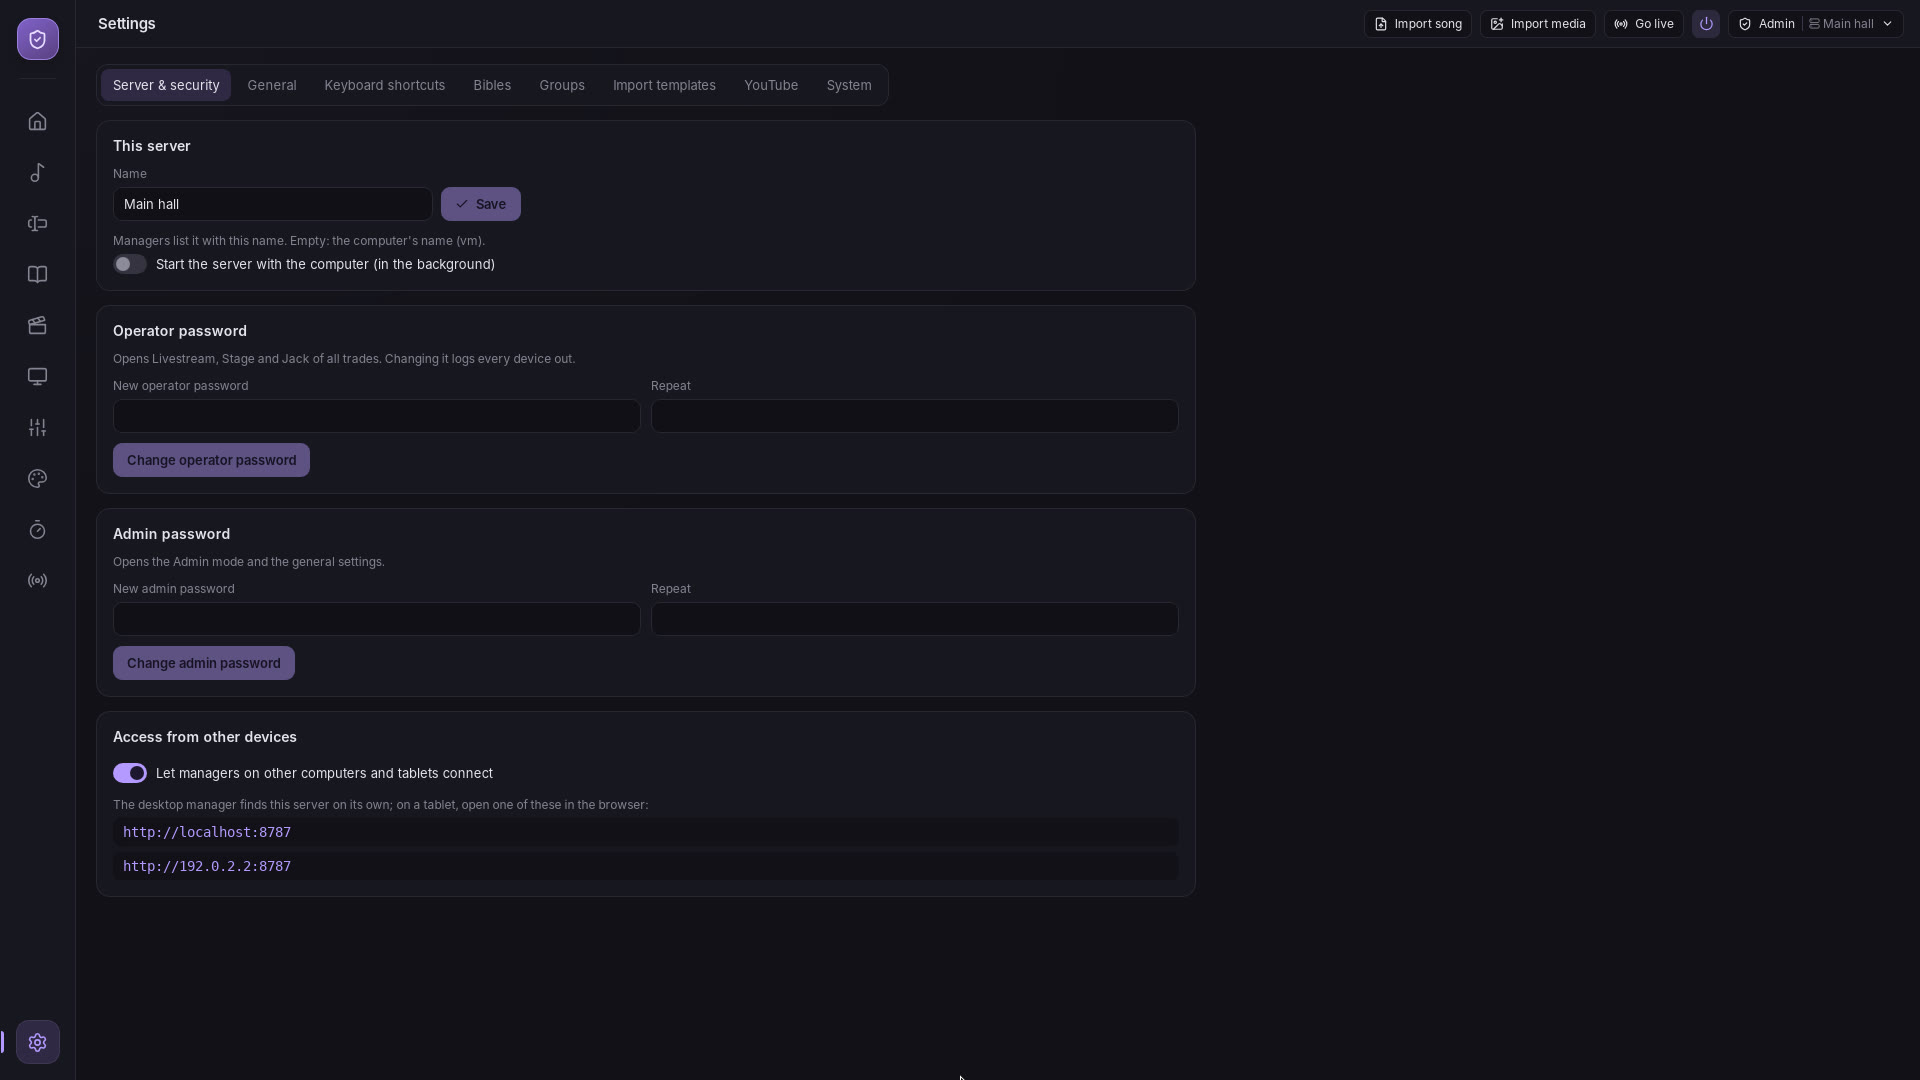 Settings
Import song
Import media
Go live
Admin
Main hall
Server & security
General
Keyboard shortcuts
Bibles
Groups
Import templates
YouTube
System
This server
Name
Main hall
Save
Managers list it with this name. Empty: the computer's name (vm).
Start the server with the computer (in the background)
Operator password
Opens Livestream, Stage and Jack of all trades. Changing it logs every device out.
New operator password
Repeat
Change operator password
Admin password
Opens the Admin mode and the general settings.
New admin password
Repeat
Change admin password
Access from other devices
Let managers on other computers and tablets connect
The desktop manager finds this server on its own; on a tablet, open one of these in the browser:
http://localhost:8787
http://192.0.2.2:8787